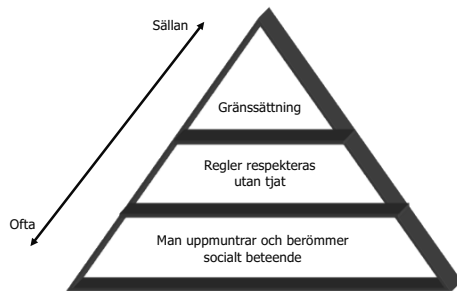 Sällan
Gränssättning
Regler respekteras
utan tjat
Ofta
Man uppmuntrar och berömmer
socialt beteende